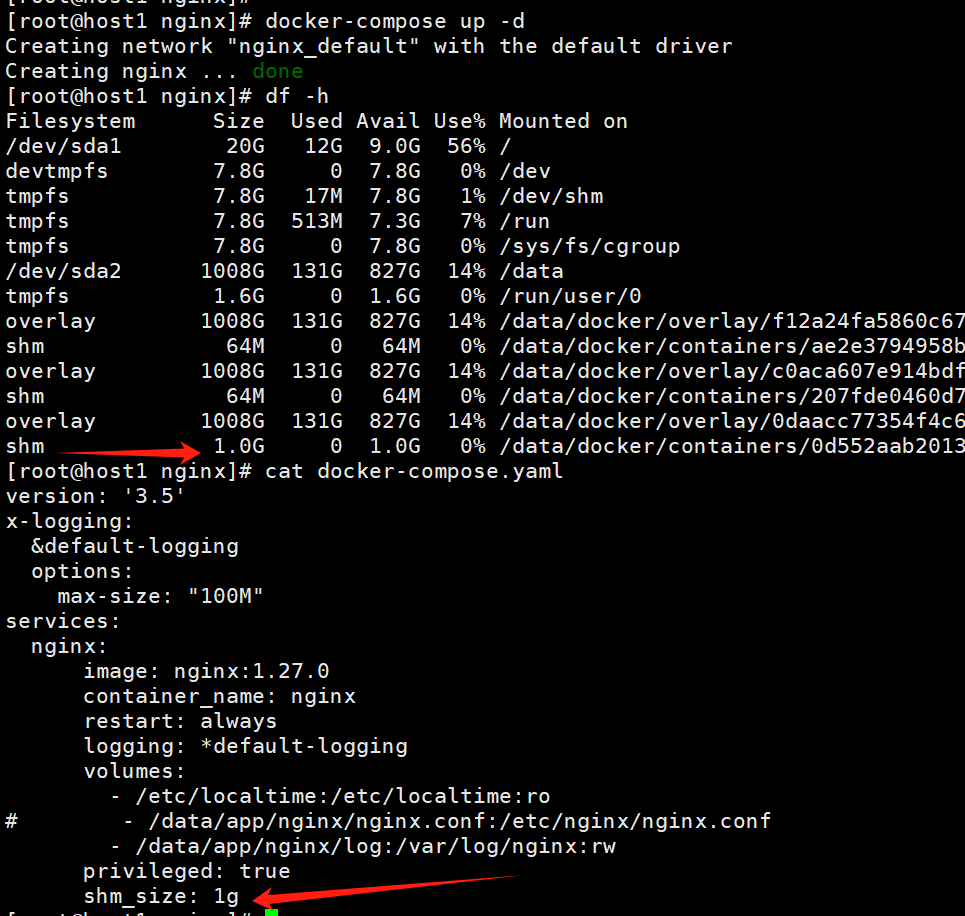 [root@host1 nginx]#
[root@host1 nginx]# docker-compose up -d
Creating network "nginx_default" with the default driver
Creating nginx ... done
[root@host1 nginx]# df -h
Filesystem      Size  Used Avail Use% Mounted on
/dev/sda1        20G   12G  9.0G  56% /
devtmpfs        7.8G     0  7.8G   0% /dev
tmpfs           7.8G   17M  7.8G   1% /dev/shm
tmpfs           7.8G  513M  7.3G   7% /run
tmpfs           7.8G     0  7.8G   0% /sys/fs/cgroup
/dev/sda2      1008G  131G  827G  14% /data
tmpfs           1.6G     0  1.6G   0% /run/user/0
overlay        1008G  131G  827G  14% /data/docker/overlay/f12a24fa5860c67
shm              64M     0   64M   0% /data/docker/containers/ae2e3794958b
overlay        1008G  131G  827G  14% /data/docker/overlay/c0aca607e914bdf
shm              64M     0   64M   0% /data/docker/containers/207fde0460d7
overlay        1008G  131G  827G  14% /data/docker/overlay/0daacc77354f4c6
shm             1.0G     0  1.0G   0% /data/docker/containers/0d552aab2013
[root@host1 nginx]# cat docker-compose.yaml
version: '3.5'
x-logging:
  &default-logging
  options:
    max-size: "100M"
services:
  nginx:
      image: nginx:1.27.0
      container_name: nginx
      restart: always
      logging: *default-logging
      volumes:
        - /etc/localtime:/etc/localtime:ro
#        - /data/app/nginx/nginx.conf:/etc/nginx/nginx.conf
        - /data/app/nginx/log:/var/log/nginx:rw
      privileged: true
      shm_size: 1g
[root@host1 nginx]#